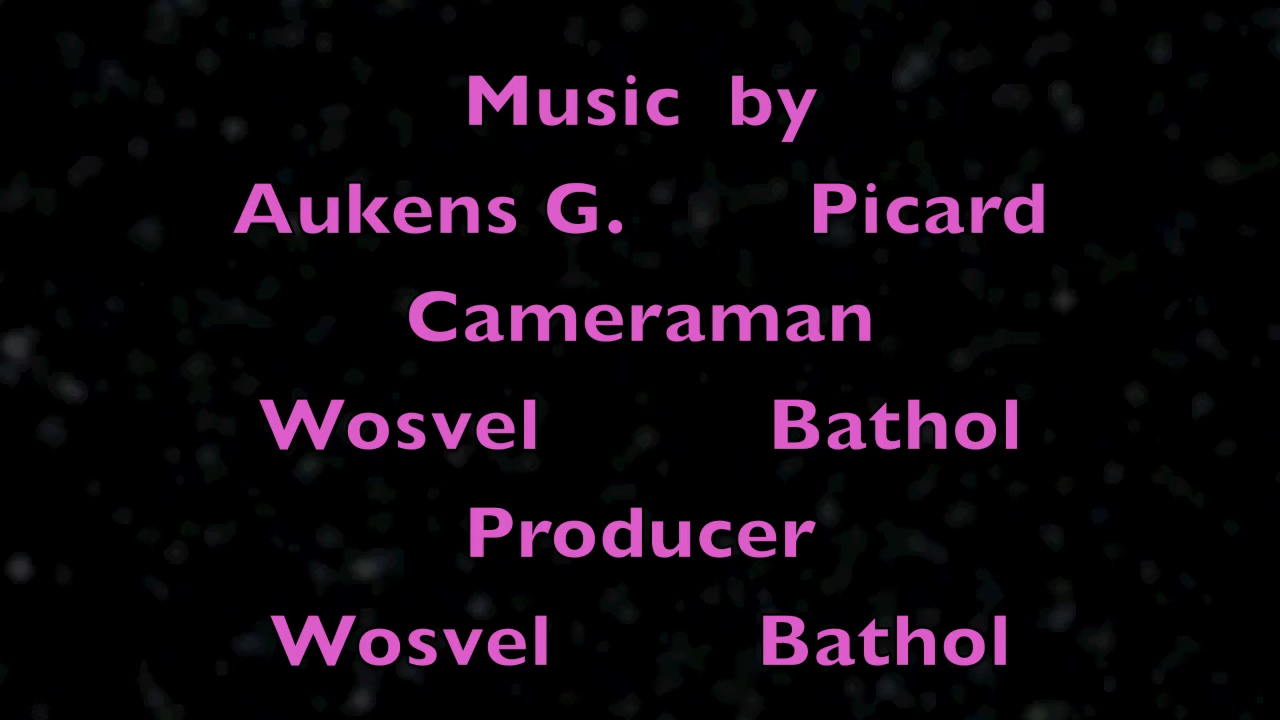 Music by
Aukens G. Picard
Cameraman
Wosvel Bathol
Producer
Wosvel Bathol